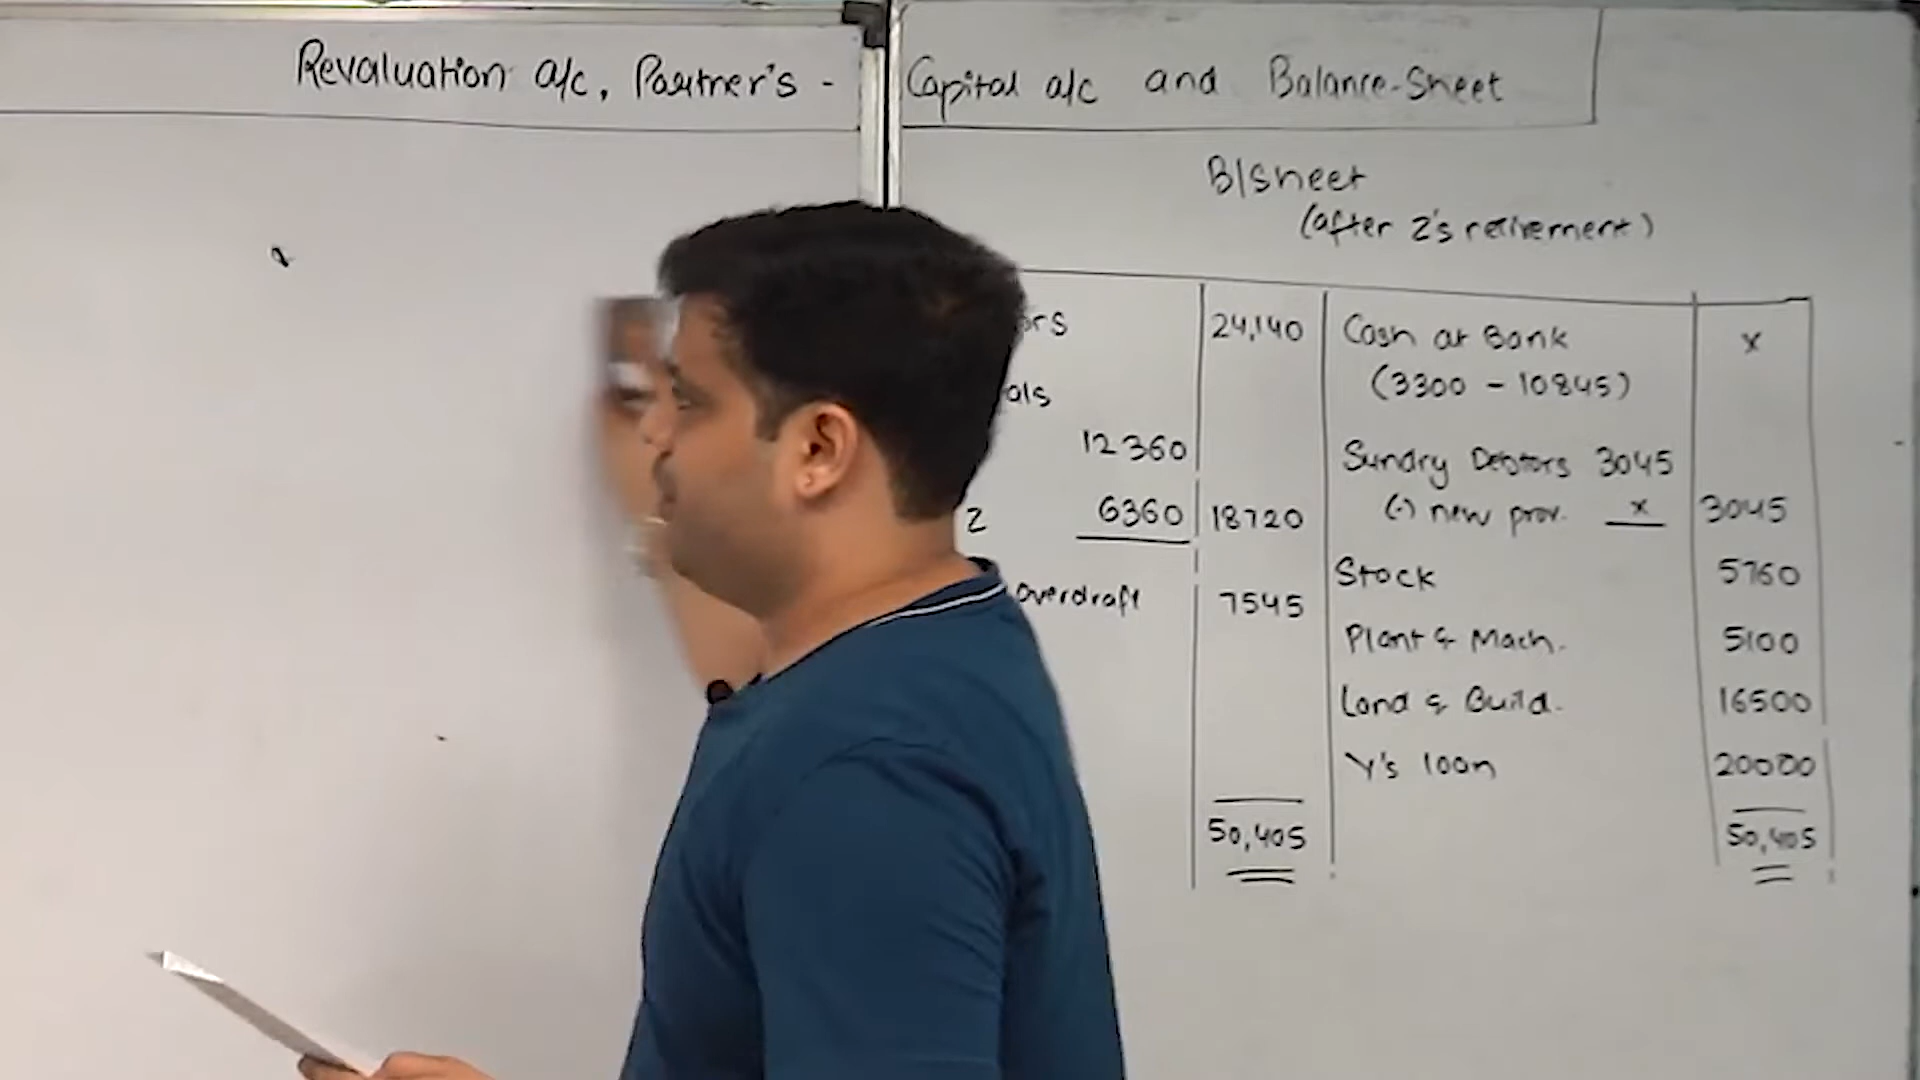 Revaluation a/c, Partner's - Capital a/c and Balance-Sheet
B/Sheet
(after Z's retirement)
ors 24,140 Cash at Bank x
als (3300 - 10845)
12360 Sundry Debtors 3045
Z 6360 18720 (-) new prov. x 3045
overdraft 7545 Stock 5760
Plant & Mach. 5100
Land & Build. 16500
Y's loan 20000
50,405 50,405